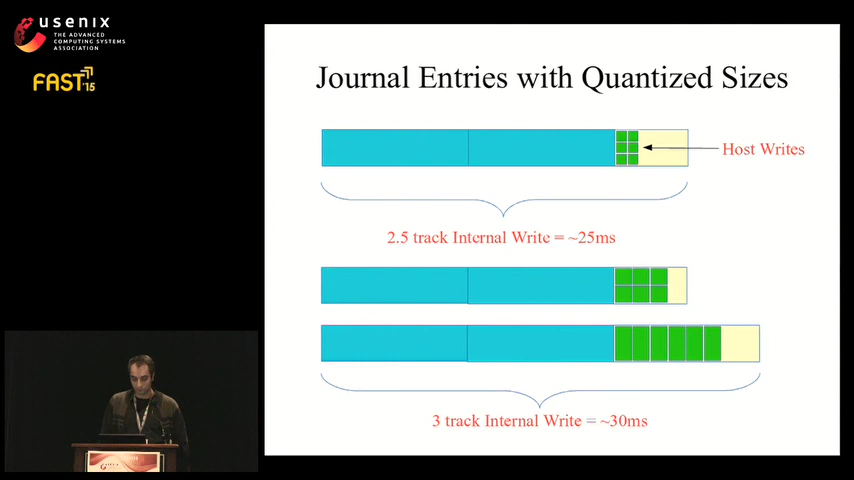 usenix
THE ADVANCED
COMPUTING SYSTEMS
ASSOCIATION
FAST'15
Journal Entries with Quantized Sizes
Host Writes
2.5 track Internal Write = ~25ms
3 track Internal Write = ~30ms